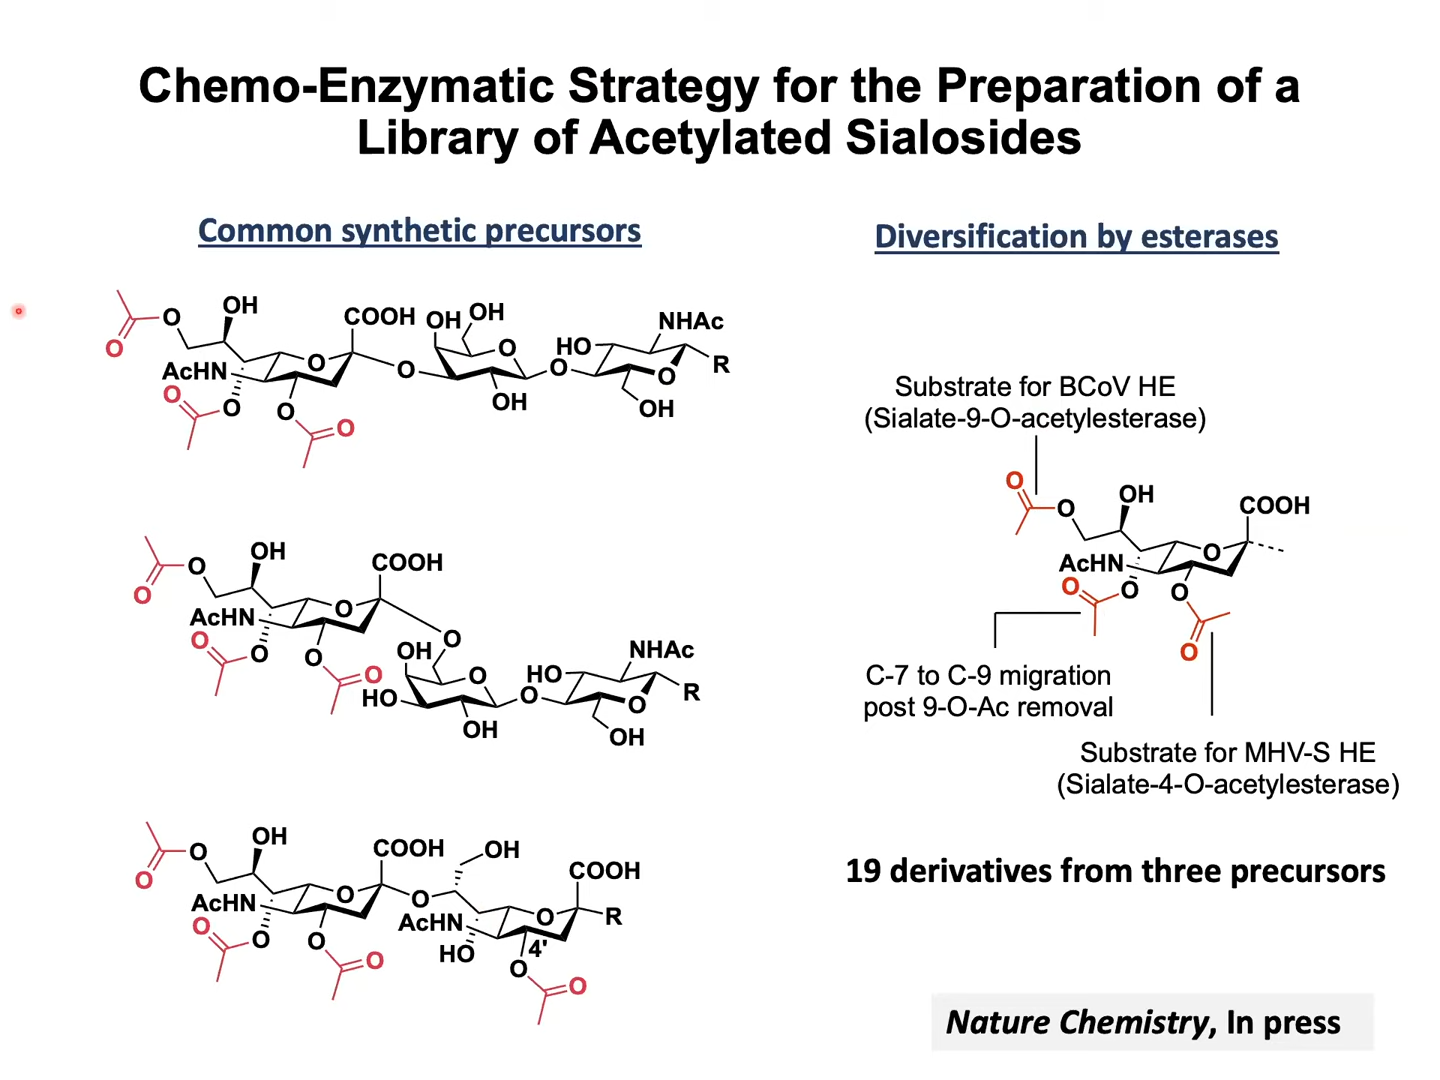 Chemo-Enzymatic Strategy for the Preparation of a
Library of Acetylated Sialosides
Common synthetic precursors
O
O
OH
COOH
OH
OH
NHAc
AcHN
O
O
O
HO
O
O
R
O
O
O
O
OH
OH
O
O
OH
COOH
AcHN
O
O
O
O
O
O
OH
HO
O
OH
O
HO
NHAc
O
R
OH
O
O
OH
COOH
OH
COOH
AcHN
O
O
AcHN
O
R
O
O
O
O
HO
4'
O
O
Diversification by esterases
Substrate for BCoV HE
(Sialate-9-O-acetylesterase)
O
O
OH
COOH
AcHN
O
O
O
O
O
C-7 to C-9 migration
post 9-O-Ac removal
Substrate for MHV-S HE
(Sialate-4-O-acetylesterase)
19 derivatives from three precursors
Nature Chemistry, In press